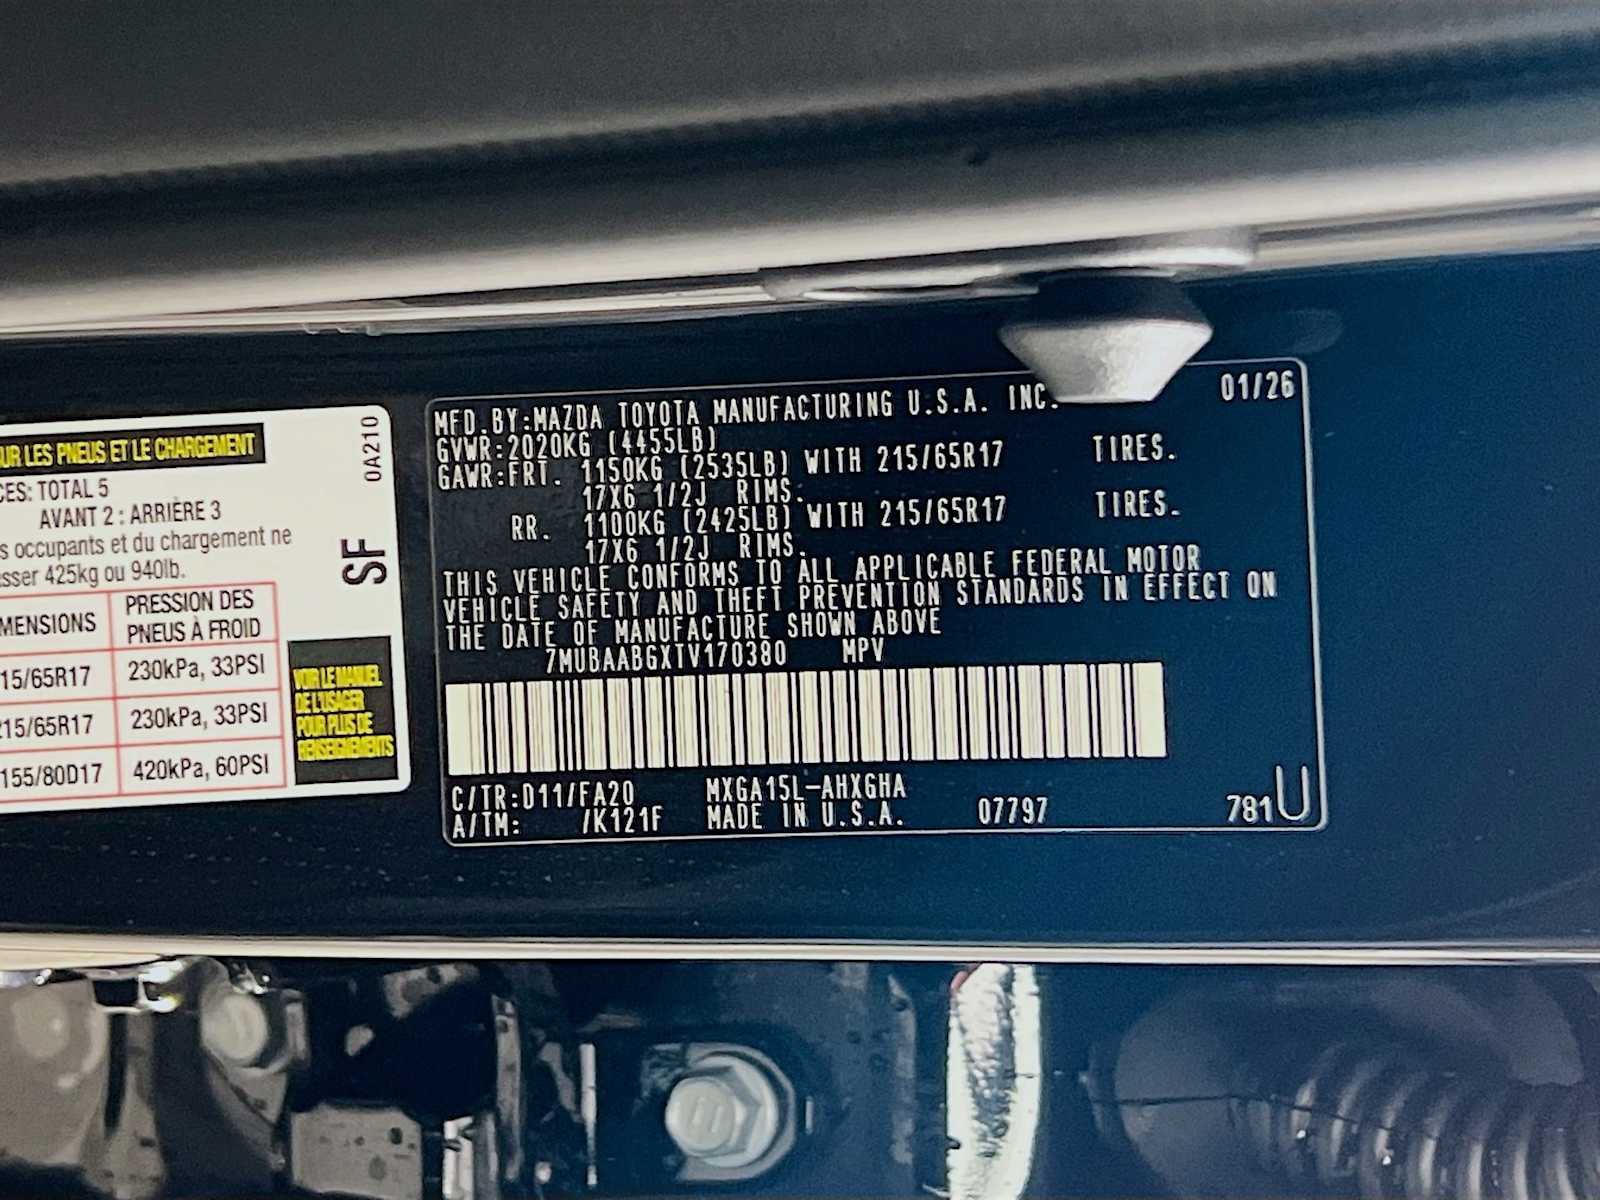 UR LES PNEUS ET LE CHARGEMENT
CES: TOTAL 5
AVANT 2 : ARRIÈRE 3
s occupants et du chargement ne
sser 425kg ou 940lb.
MENSIONS PRESSION DES
PNEUS À FROID
15/65R17 230kPa, 33PSI
215/65R17 230kPa, 33PSI
155/80D17 420kPa, 60PSI
0A210
SF
VOIR LE MANUEL
DE L'USAGER
POUR PLUS DE
RENSEIGNEMENTS
MFD.BY:MAZDA TOYOTA MANUFACTURING U.S.A. INC. 01/26
GVWR:2020KG (4455LB)
GAWR:FRT. 1150KG (2535LB) WITH 215/65R17 TIRES.
17X6 1/2J RIMS.
RR. 1100KG (2425LB) WITH 215/65R17 TIRES.
17X6 1/2J RIMS.
THIS VEHICLE CONFORMS TO ALL APPLICABLE FEDERAL MOTOR
VEHICLE SAFETY AND THEFT PREVENTION STANDARDS IN EFFECT ON
THE DATE OF MANUFACTURE SHOWN ABOVE
7MUBAABGXTV170380 MPV
C/TR:D11/FA20 MXGA15L-AHXGHA
A/TM: /K121F MADE IN U.S.A. 07797 781U